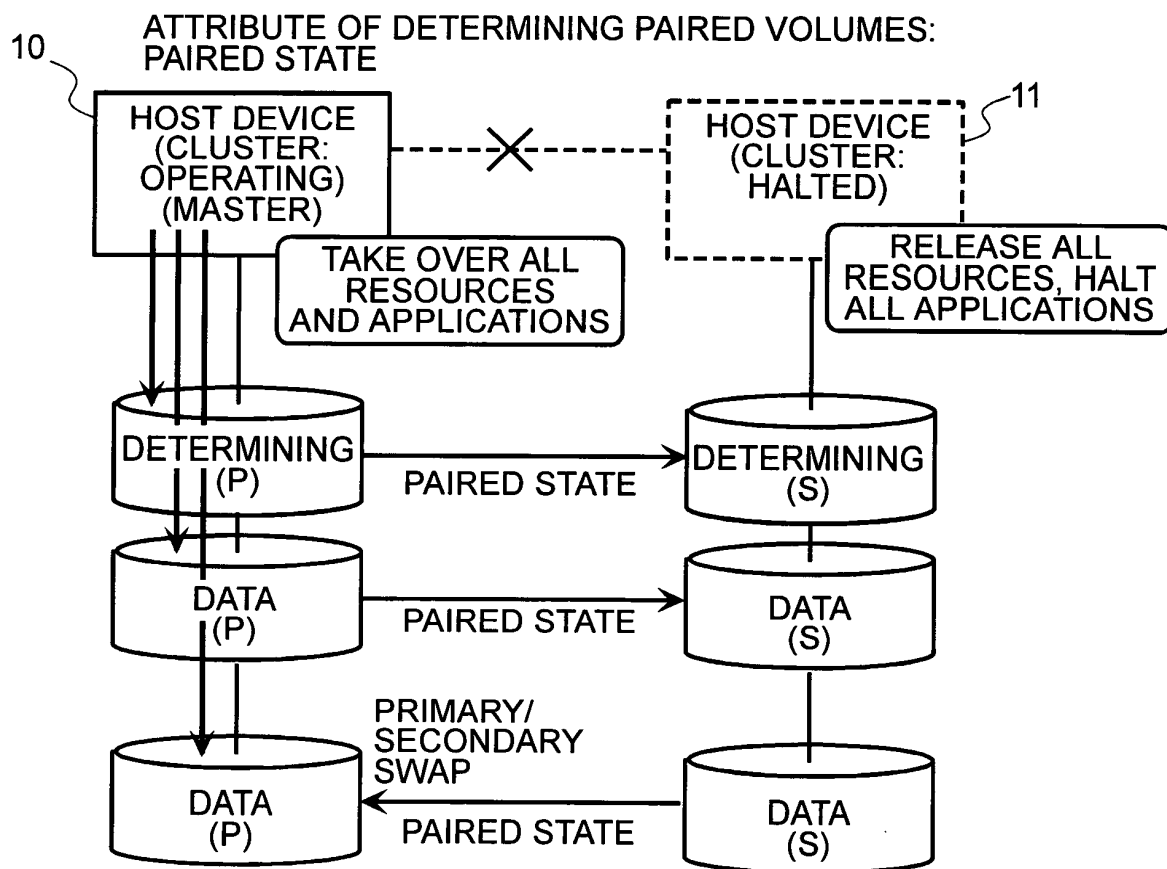 ATTRIBUTE OF DETERMINING PAIRED VOLUMES:
PAIRED STATE
10
HOST DEVICE
(CLUSTER:
OPERATING)
(MASTER)
TAKE OVER ALL
RESOURCES
AND APPLICATIONS
11
HOST DEVICE
(CLUSTER:
HALTED)
RELEASE ALL
RESOURCES, HALT
ALL APPLICATIONS
DETERMINING
(P)
PAIRED STATE
DETERMINING
(S)
DATA
(P)
PAIRED STATE
DATA
(S)
PRIMARY/
SECONDARY
SWAP
DATA
(P)
PAIRED STATE
DATA
(S)